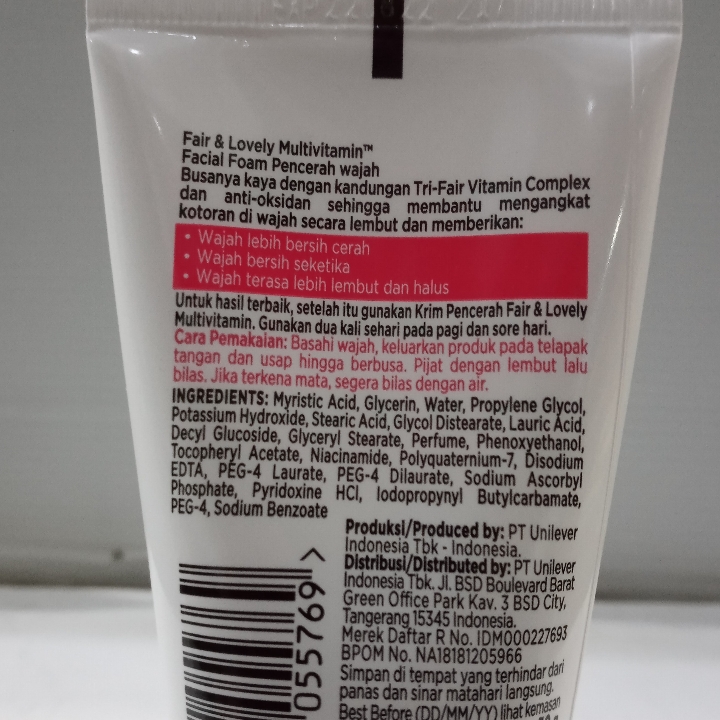 Fair & Lovely Multivitamin™
Facial Foam Pencerah wajah
Busanya kaya dengan kandungan Tri-Fair Vitamin Complex
dan anti-oksidan sehingga membantu mengangkat
kotoran di wajah secara lembut dan memberikan:
• Wajah lebih bersih cerah
• Wajah bersih seketika
• Wajah terasa lebih lembut dan halus
Untuk hasil terbaik, setelah itu gunakan Krim Pencerah Fair & Lovely
Multivitamin. Gunakan dua kali sehari pada pagi dan sore hari.
Cara Pemakaian: Basahi wajah, keluarkan produk pada telapak
tangan dan usap hingga berbusa. Pijat dengan lembut lalu
bilas. Jika terkena mata, segera bilas dengan air.
INGREDIENTS: Myristic Acid, Glycerin, Water, Propylene Glycol,
Potassium Hydroxide, Stearic Acid, Glycol Distearate, Lauric Acid,
Decyl Glucoside, Glyceryl Stearate, Perfume, Phenoxyethanol,
Tocopheryl Acetate, Niacinamide, Polyquaternium-7, Disodium
EDTA, PEG-4 Laurate, PEG-4 Dilaurate, Sodium Ascorbyl
Phosphate, Pyridoxine HCl, Iodopropynyl Butylcarbamate,
PEG-4, Sodium Benzoate
Produksi/Produced by: PT Unilever
Indonesia Tbk - Indonesia.
Distribusi/Distributed by: PT Unilever
Indonesia Tbk. Jl. BSD Boulevard Barat
Green Office Park Kav. 3 BSD City,
Tangerang 15345 Indonesia.
Merek Daftar R No. IDM000227693
BPOM No. NA18181205966
Simpan di tempat yang terhindar dari
panas dan sinar matahari langsung.
Best Before (DD/MM/YY) lihat kemasan
055769 >